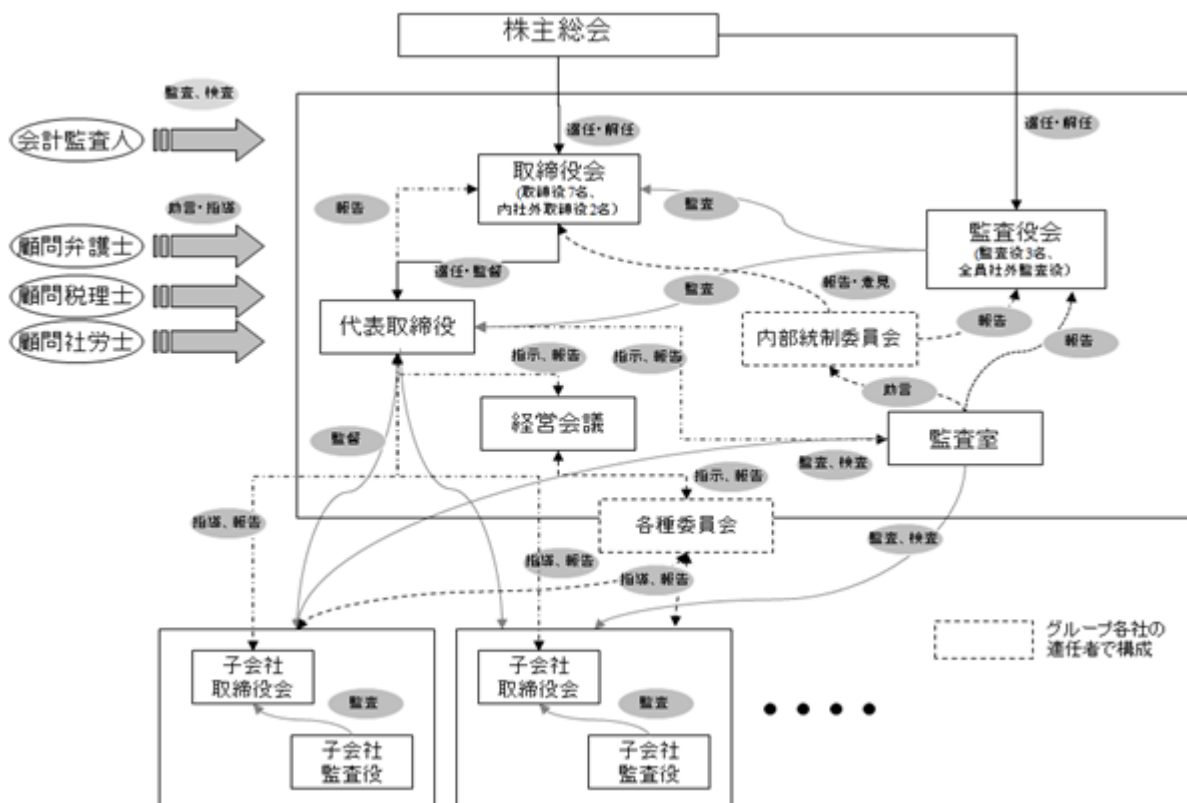 株主総会
監査、検査
会計監査人
選任・解任
選任・解任
取締役会
(取締役7名、
内社外取締役2名)
報告
監査
助言・指導
顧問弁護士
監査役会
(監査役3名、
全員社外監査役)
選任・監督
報告・意見
顧問税理士
監査
代表取締役
内部統制委員会
報告
報告
顧問社労士
指示、報告
指示、報告
助言
経営会議
監査室
監督
監査、検査
指示、報告
各種委員会
指導、報告
監査、検査
指導、報告
指導、報告
グループ各社の
適任者で構成
子会社
取締役会
子会社
取締役会
監査
監査
子会社
監査役
子会社
監査役